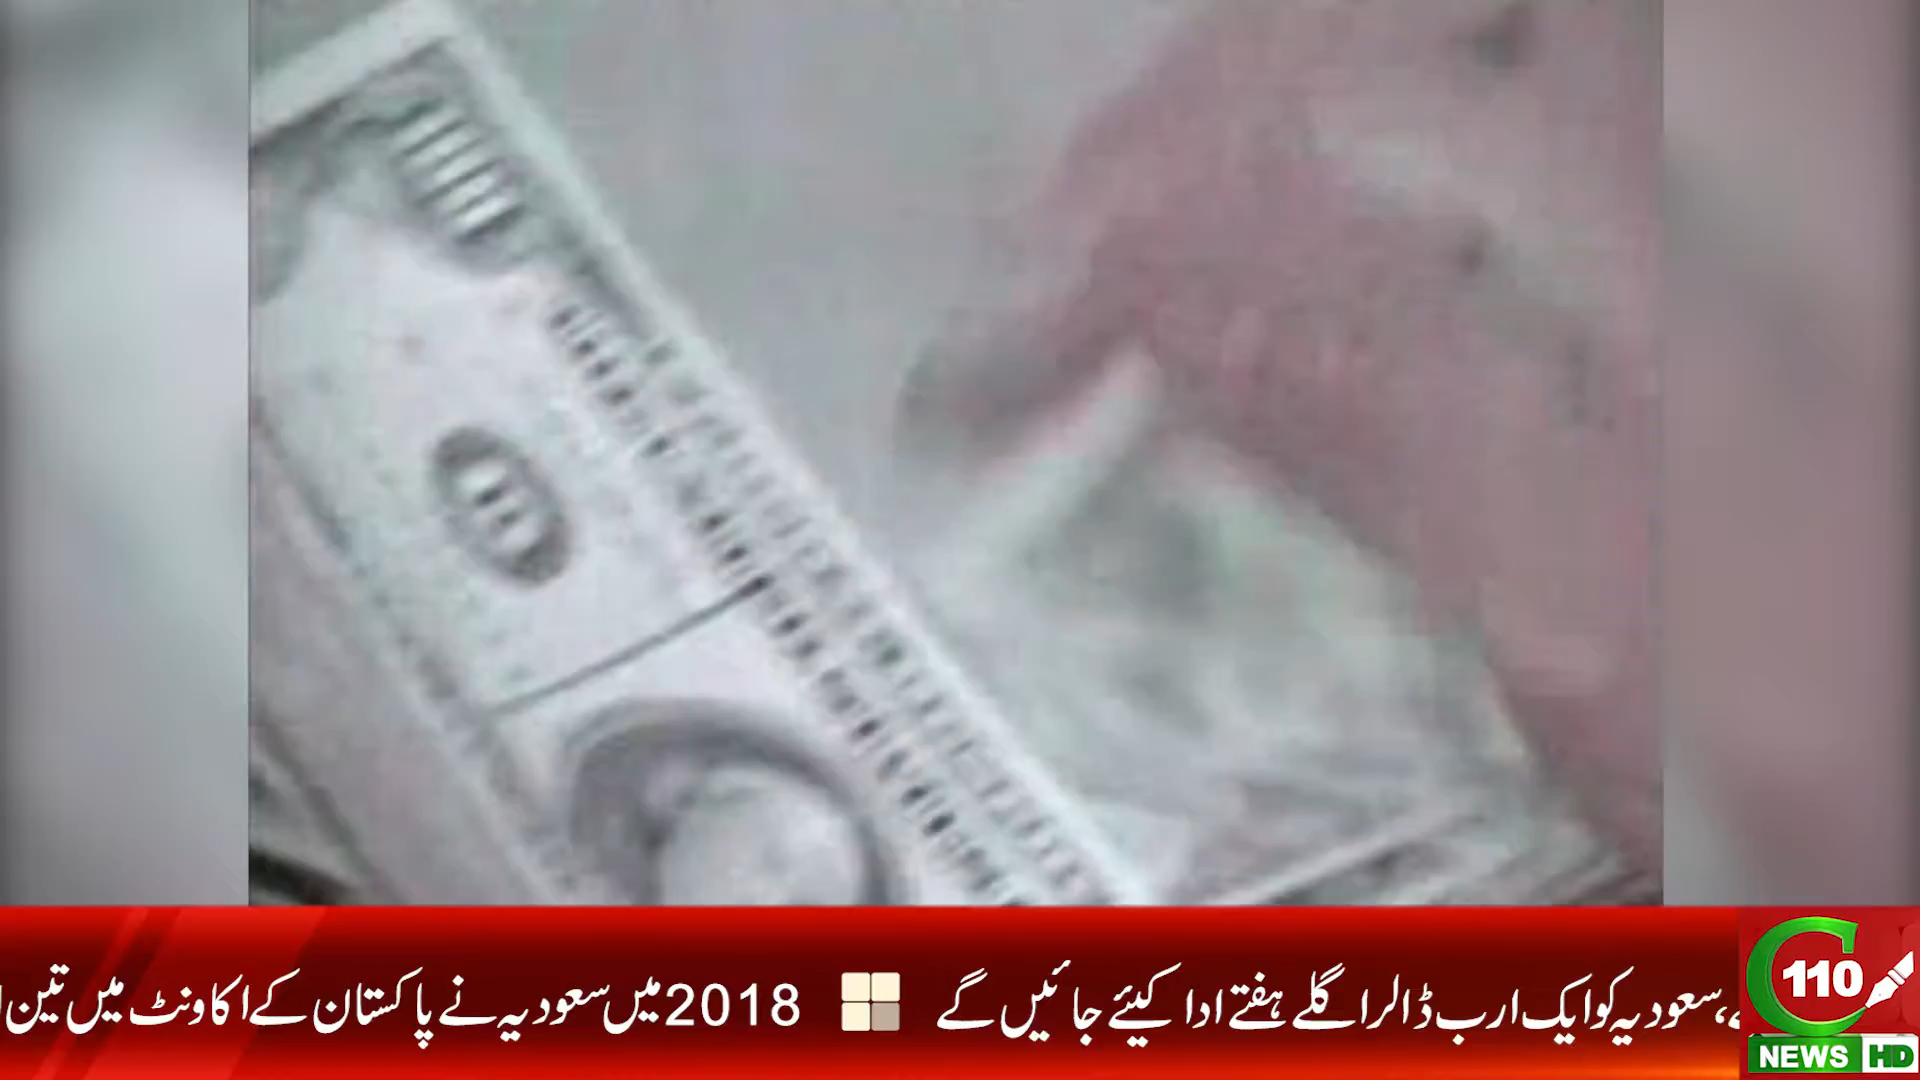 سعودیہ کو ایک ارب ڈالر اگلے ہفتے ادا کیئے جائیں گے
2018 میں سعودیہ نے پاکستان کے اکاونٹ میں تین
C
110
NEWS HD